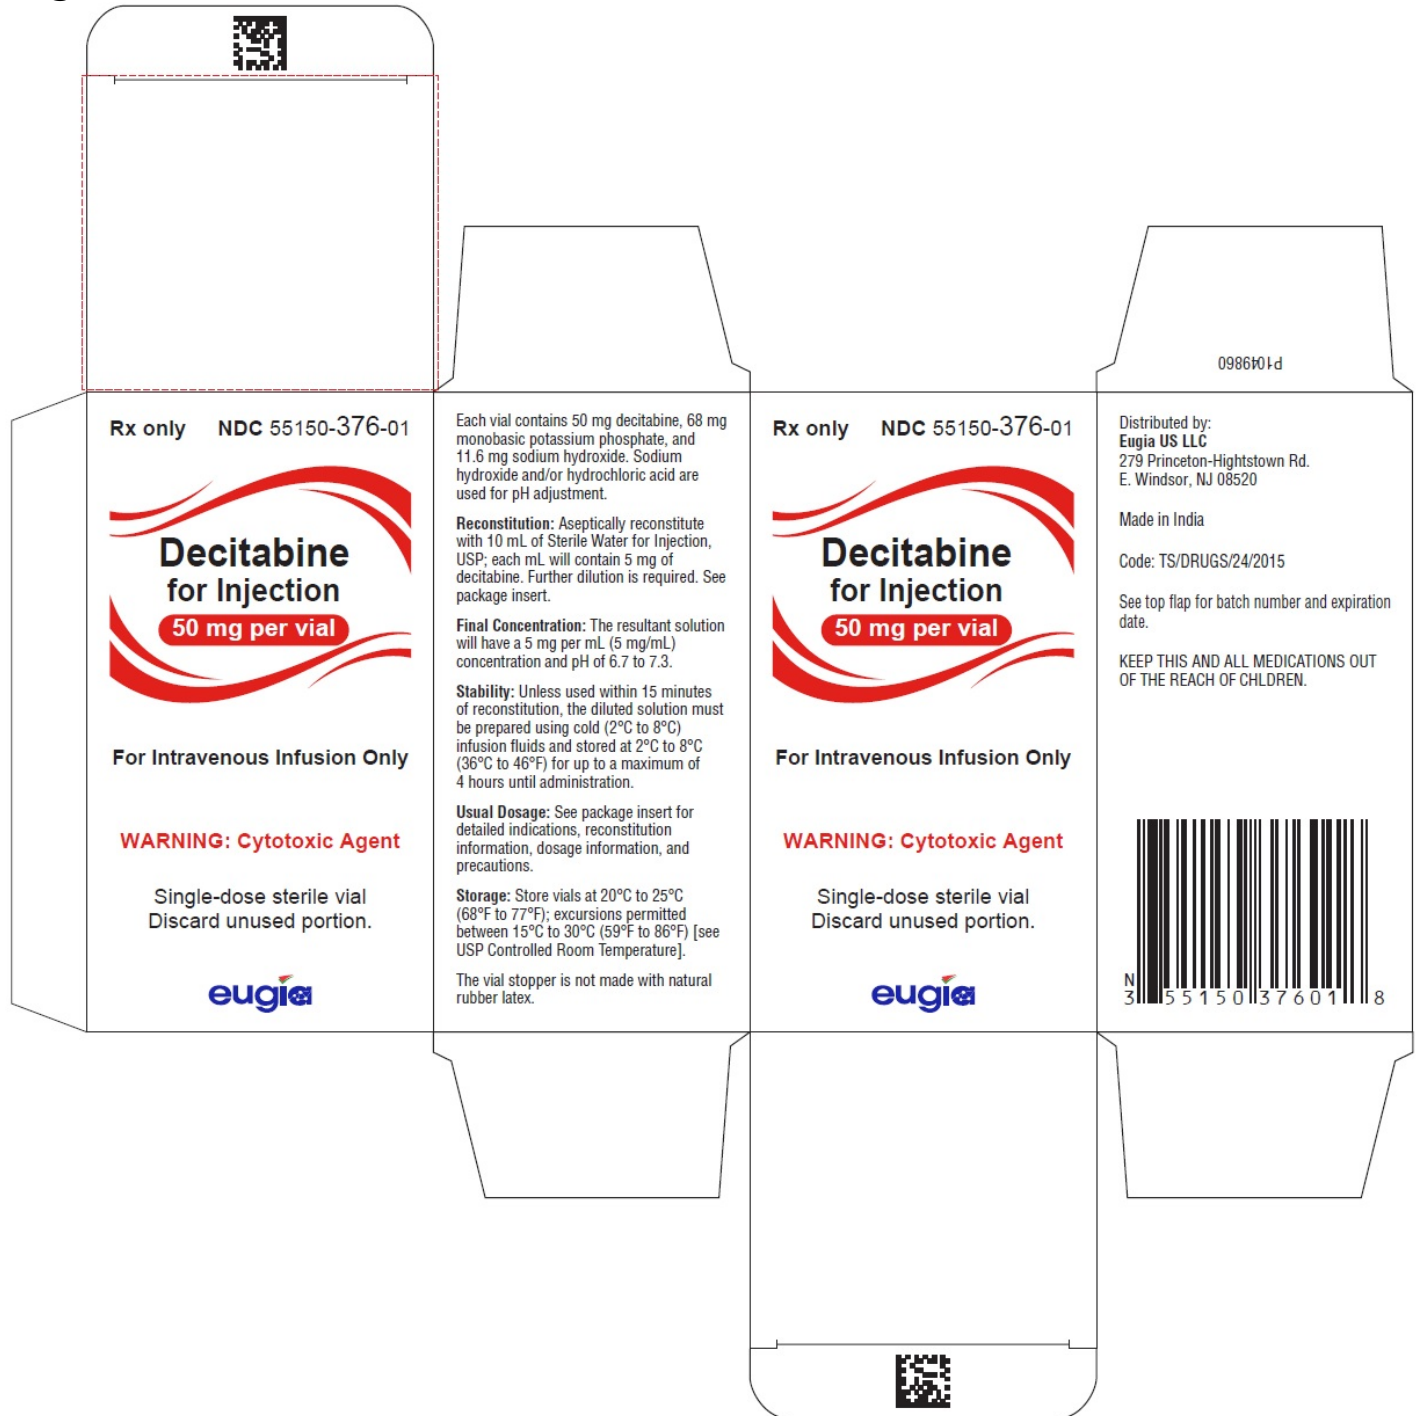 Rx only NDC 55150-376-01
Decitabine
for Injection
50 mg per vial
For Intravenous Infusion Only
WARNING: Cytotoxic Agent
Single-dose sterile vial
Discard unused portion.
eugia
Each vial contains 50 mg decitabine, 68 mg
monobasic potassium phosphate, and
11.6 mg sodium hydroxide. Sodium
hydroxide and/or hydrochloric acid are
used for pH adjustment.
Reconstitution: Aseptically reconstitute
with 10 mL of Sterile Water for Injection,
USP; each mL will contain 5 mg of
decitabine. Further dilution is required. See
package insert.
Final Concentration: The resultant solution
will have a 5 mg per mL (5 mg/mL)
concentration and pH of 6.7 to 7.3.
Stability: Unless used within 15 minutes
of reconstitution, the diluted solution must
be prepared using cold (2°C to 8°C)
infusion fluids and stored at 2°C to 8°C
(36°C to 46°F) for up to a maximum of
4 hours until administration.
Usual Dosage: See package insert for
detailed indications, reconstitution
information, dosage information, and
precautions.
Storage: Store vials at 20°C to 25°C
(68°F to 77°F); excursions permitted
between 15°C to 30°C (59°F to 86°F) [see
USP Controlled Room Temperature].
The vial stopper is not made with natural
rubber latex.
Rx only NDC 55150-376-01
Decitabine
for Injection
50 mg per vial
For Intravenous Infusion Only
WARNING: Cytotoxic Agent
Single-dose sterile vial
Discard unused portion.
eugia
P1049860
Distributed by:
Eugia US LLC
279 Princeton-Hightstown Rd.
E. Windsor, NJ 08520
Made in India
Code: TS/DRUGS/24/2015
See top flap for batch number and expiration
date.
KEEP THIS AND ALL MEDICATIONS OUT
OF THE REACH OF CHLDREN.
N
3 55150 37601 8